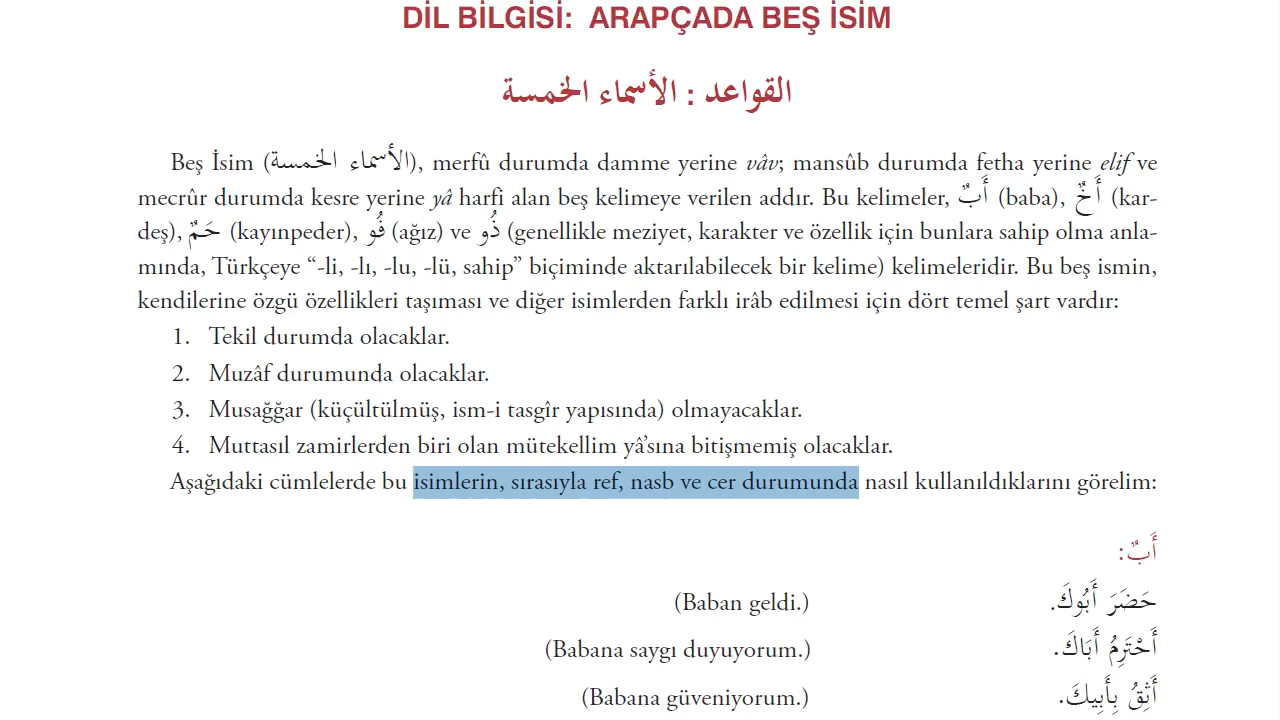 DİL BİLGİSİ: ARAPÇADA BEŞ İSİM
القواعد : الأسماء الخمسة
Beş İsim (الأسماء الخمسة), merfû durumda damme yerine vâv; mansûb durumda fetha yerine elif ve
mecrûr durumda kesre yerine yâ harfi alan beş kelimeye verilen addır. Bu kelimeler, أَبٌ (baba), أَخٌ (kar-
deş), حَمٌ (kayınpeder), فُو (ağız) ve ذُو (genellikle meziyet, karakter ve özellik için bunlara sahip olma anla-
mında, Türkçeye “-li, -lı, -lu, -lü, sahip” biçiminde aktarılabilecek bir kelime) kelimeleridir. Bu beş ismin,
kendilerine özgü özellikleri taşıması ve diğer isimlerden farklı irâb edilmesi için dört temel şart vardır:
1. Tekil durumda olacaklar.
2. Muzâf durumunda olacaklar.
3. Musağğar (küçültülmüş, ism-i tasgîr yapısında) olmayacaklar.
4. Muttasıl zamirlerden biri olan mütekellim yâ’sına bitişmemiş olacaklar.
Aşağıdaki cümlelerde bu isimlerin, sırasıyla ref, nasb ve cer durumunda nasıl kullanıldıklarını görelim:
أَبٌ:
حَضَرَ أَبُوكَ. (Baban geldi.)
أَحْتَرِمُ أَبَاكَ. (Babana saygı duyuyorum.)
أَثِقُ بِأَبِيكَ. (Babana güveniyorum.)